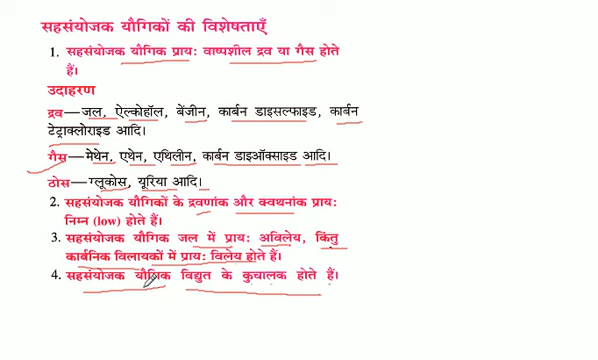 सहसंयोजक यौगिकों की विशेषताएँ
1. सहसंयोजक यौगिक प्रायः वाष्पशील द्रव या गैस होते
हैं।
उदाहरण
द्रव—जल, ऐल्कोहॉल, बेंजीन, कार्बन डाइसल्फाइड, कार्बन
टेट्राक्लोराइड आदि।
गैस—मेथेन, एथेन, एथिलीन, कार्बन डाइऑक्साइड आदि।
ठोस—ग्लूकोस, यूरिया आदि।
2. सहसंयोजक यौगिकों के द्रवणांक और क्वथनांक प्रायः
निम्न (low) होते हैं।
3. सहसंयोजक यौगिक जल में प्रायः अविलेय, किंतु
कार्बनिक विलायकों में प्रायः विलेय होते हैं।
4. सहसंयोजक यौगिक विद्युत के कुचालक होते हैं।